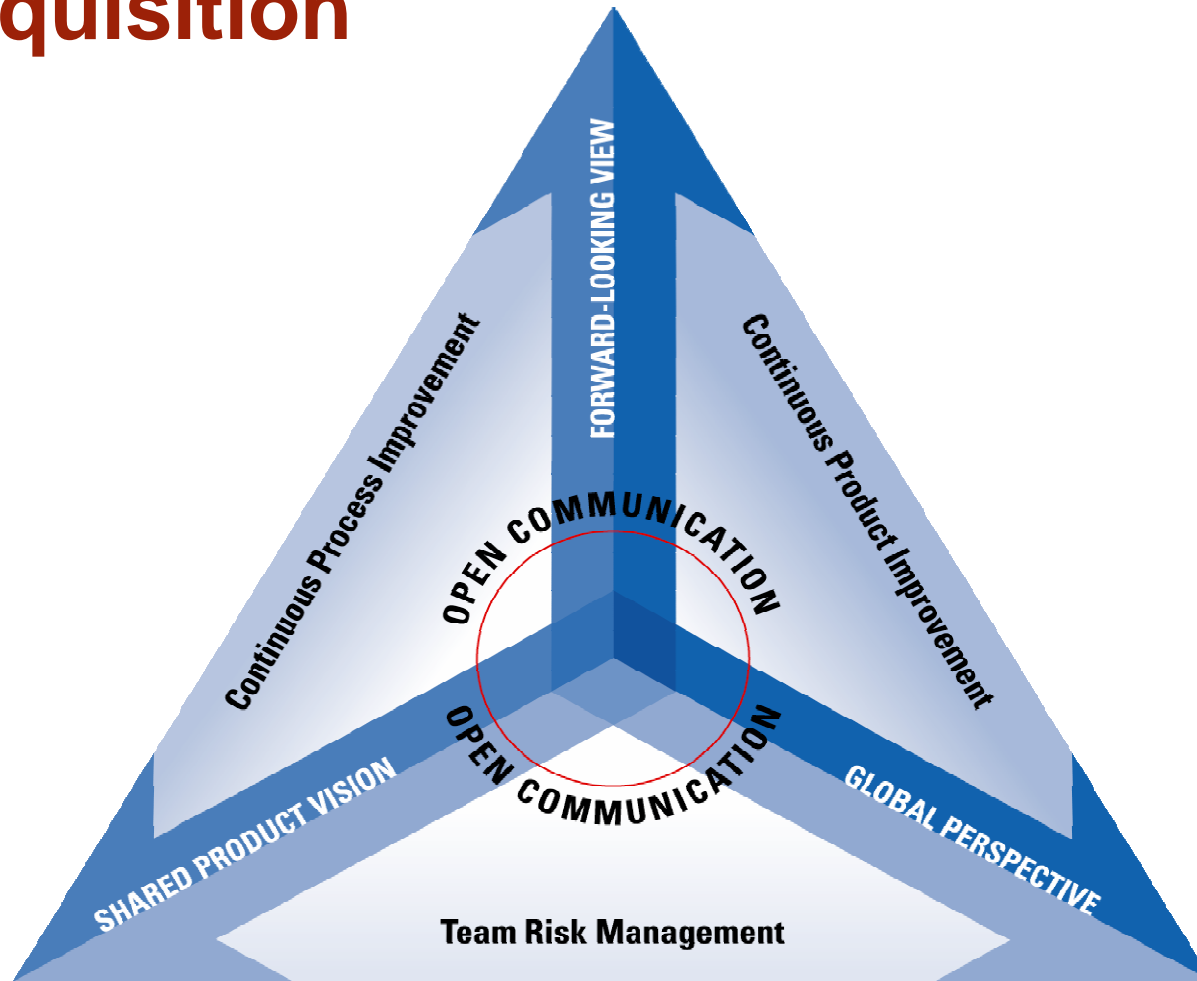 quisition
FORWARD-LOOKING VIEW
Continuous Process Improvement
Continuous Product Improvement
OPEN COMMUNICATION
OPEN COMMUNICATION
SHARED PRODUCT VISION
GLOBAL PERSPECTIVE
Team Risk Management